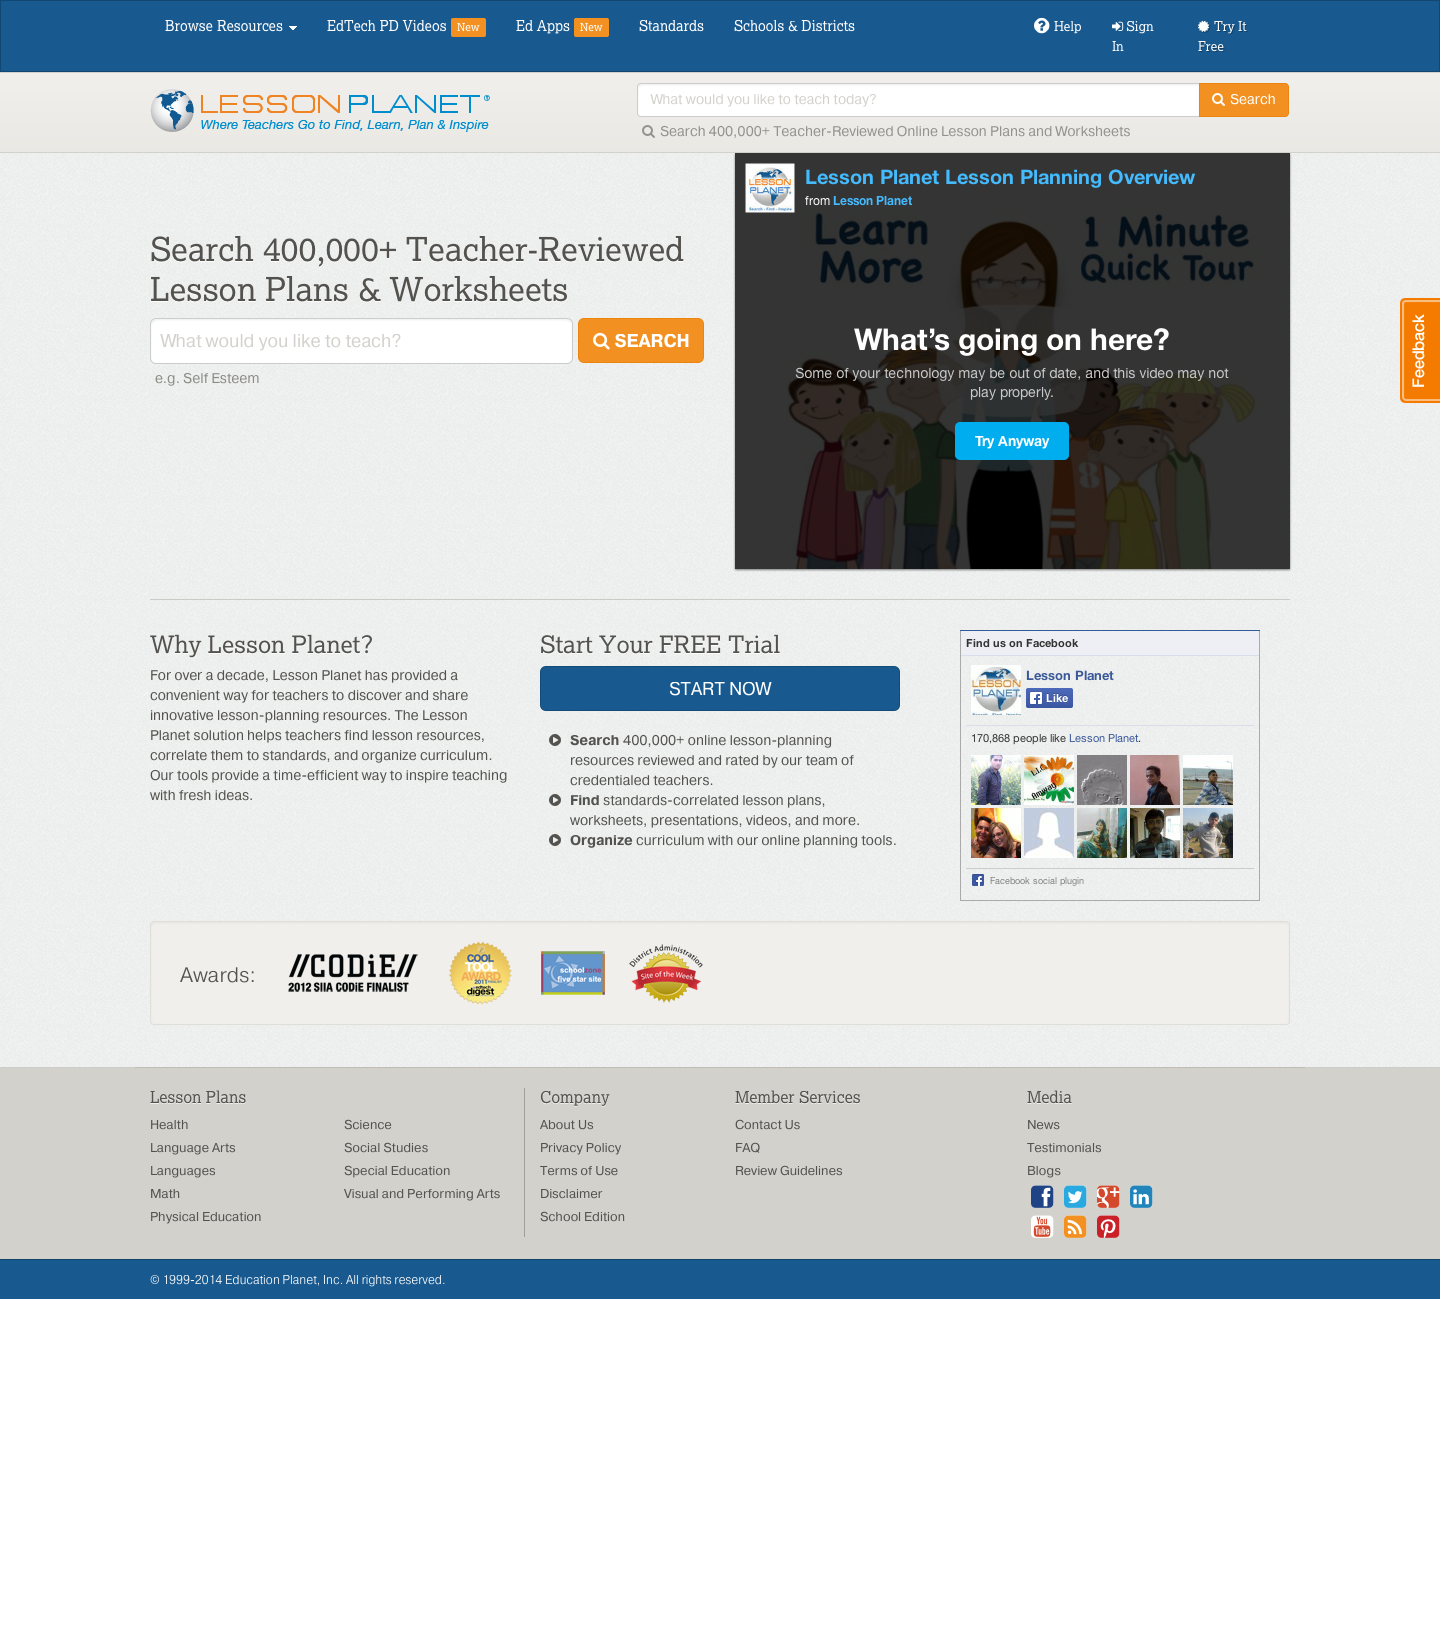 Browse Resources
EdTech PD Videos New
Ed Apps New
Standards
Schools & Districts
Help
Sign
In
Try It
Free
LESSON PLANET®
Where Teachers Go to Find, Learn, Plan & Inspire
What would you like to teach today?
Search
Search 400,000+ Teacher-Reviewed Online Lesson Plans and Worksheets
Search 400,000+ Teacher-Reviewed
Lesson Plans & Worksheets
What would you like to teach?
SEARCH
e.g. Self Esteem
LESSON
PLANET
Search - Find - Inspire
Lesson Planet Lesson Planning Overview
from Lesson Planet
Learn
More
1 Minute
Quick Tour
What's going on here?
Some of your technology may be out of date, and this video may not
play properly.
Try Anyway
Feedback
Why Lesson Planet?
For over a decade, Lesson Planet has provided a
convenient way for teachers to discover and share
innovative lesson-planning resources. The Lesson
Planet solution helps teachers find lesson resources,
correlate them to standards, and organize curriculum.
Our tools provide a time-efficient way to inspire teaching
with fresh ideas.
Start Your FREE Trial
START NOW
Search 400,000+ online lesson-planning
resources reviewed and rated by our team of
credentialed teachers.
Find standards-correlated lesson plans,
worksheets, presentations, videos, and more.
Organize curriculum with our online planning tools.
Find us on Facebook
LESSON
PLANET
Lesson Planet
Like
170,868 people like Lesson Planet.
Facebook social plugin
Awards:
//CODiE//
2012 SIIA CODiE FINALIST
COOL
TOOL
AWARD
2011
edtech
digest
schoolzone
five star site
District Administration
Site of the Week
Lesson Plans
Health
Language Arts
Languages
Math
Physical Education
Science
Social Studies
Special Education
Visual and Performing Arts
Company
About Us
Privacy Policy
Terms of Use
Disclaimer
School Edition
Member Services
Contact Us
FAQ
Review Guidelines
Media
News
Testimonials
Blogs
You
Tube
© 1999-2014 Education Planet, Inc. All rights reserved.